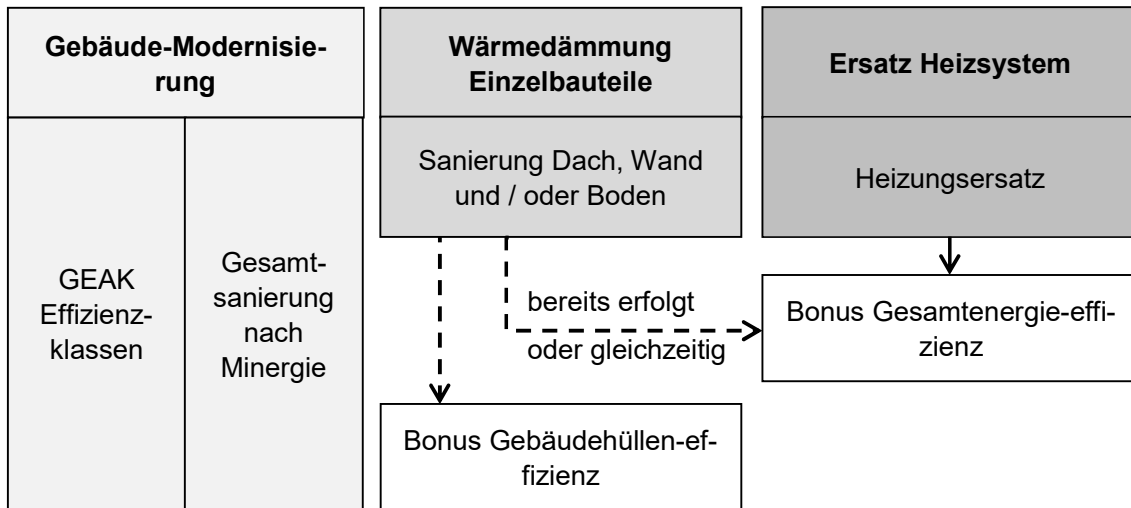 Gebäude-Modernisie-
rung
Wärmedämmung
Einzelbauteile
Ersatz Heizsystem
GEAK
Effizienz-
klassen
Gesamt-
sanierung
nach
Minergie
Sanierung Dach, Wand
und / oder Boden
Heizungsersatz
bereits erfolgt
oder gleichzeitig
Bonus Gesamtenergie-effi-
zienz
Bonus Gebäudehüllen-ef-
fizienz